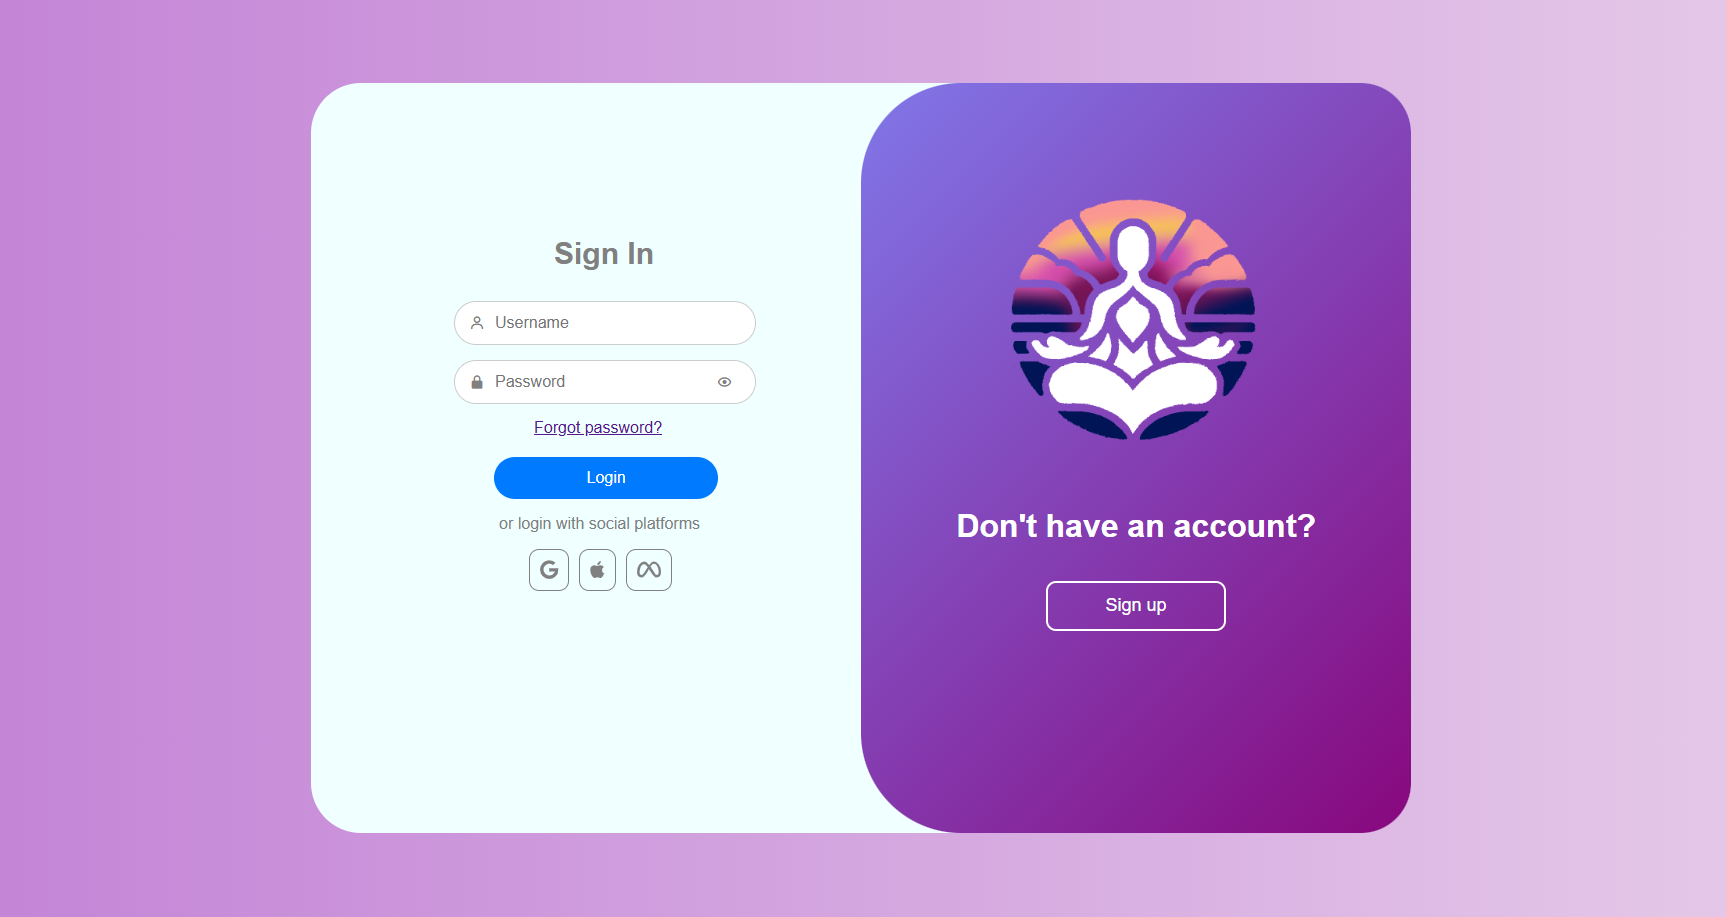 Sign In
Username
Password
Forgot password?
Login
or login with social platforms
Don't have an account?
Sign up